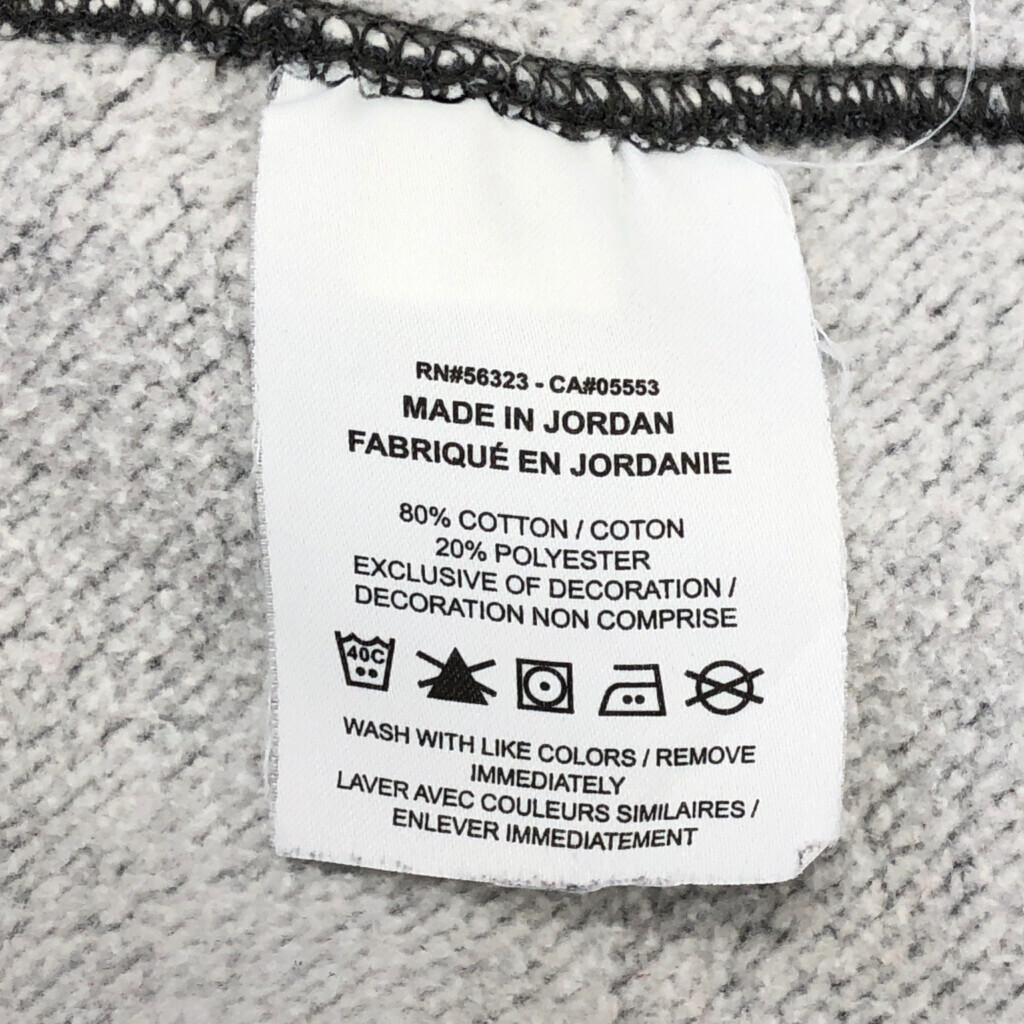 RN#56323 - CA#05553
MADE IN JORDAN
FABRIQUÉ EN JORDANIE
80% COTTON / COTON
20% POLYESTER
EXCLUSIVE OF DECORATION /
DECORATION NON COMPRISE
40C
WASH WITH LIKE COLORS / REMOVE
IMMEDIATELY
LAVER AVEC COULEURS SIMILAIRES /
ENLEVER IMMEDIATEMENT